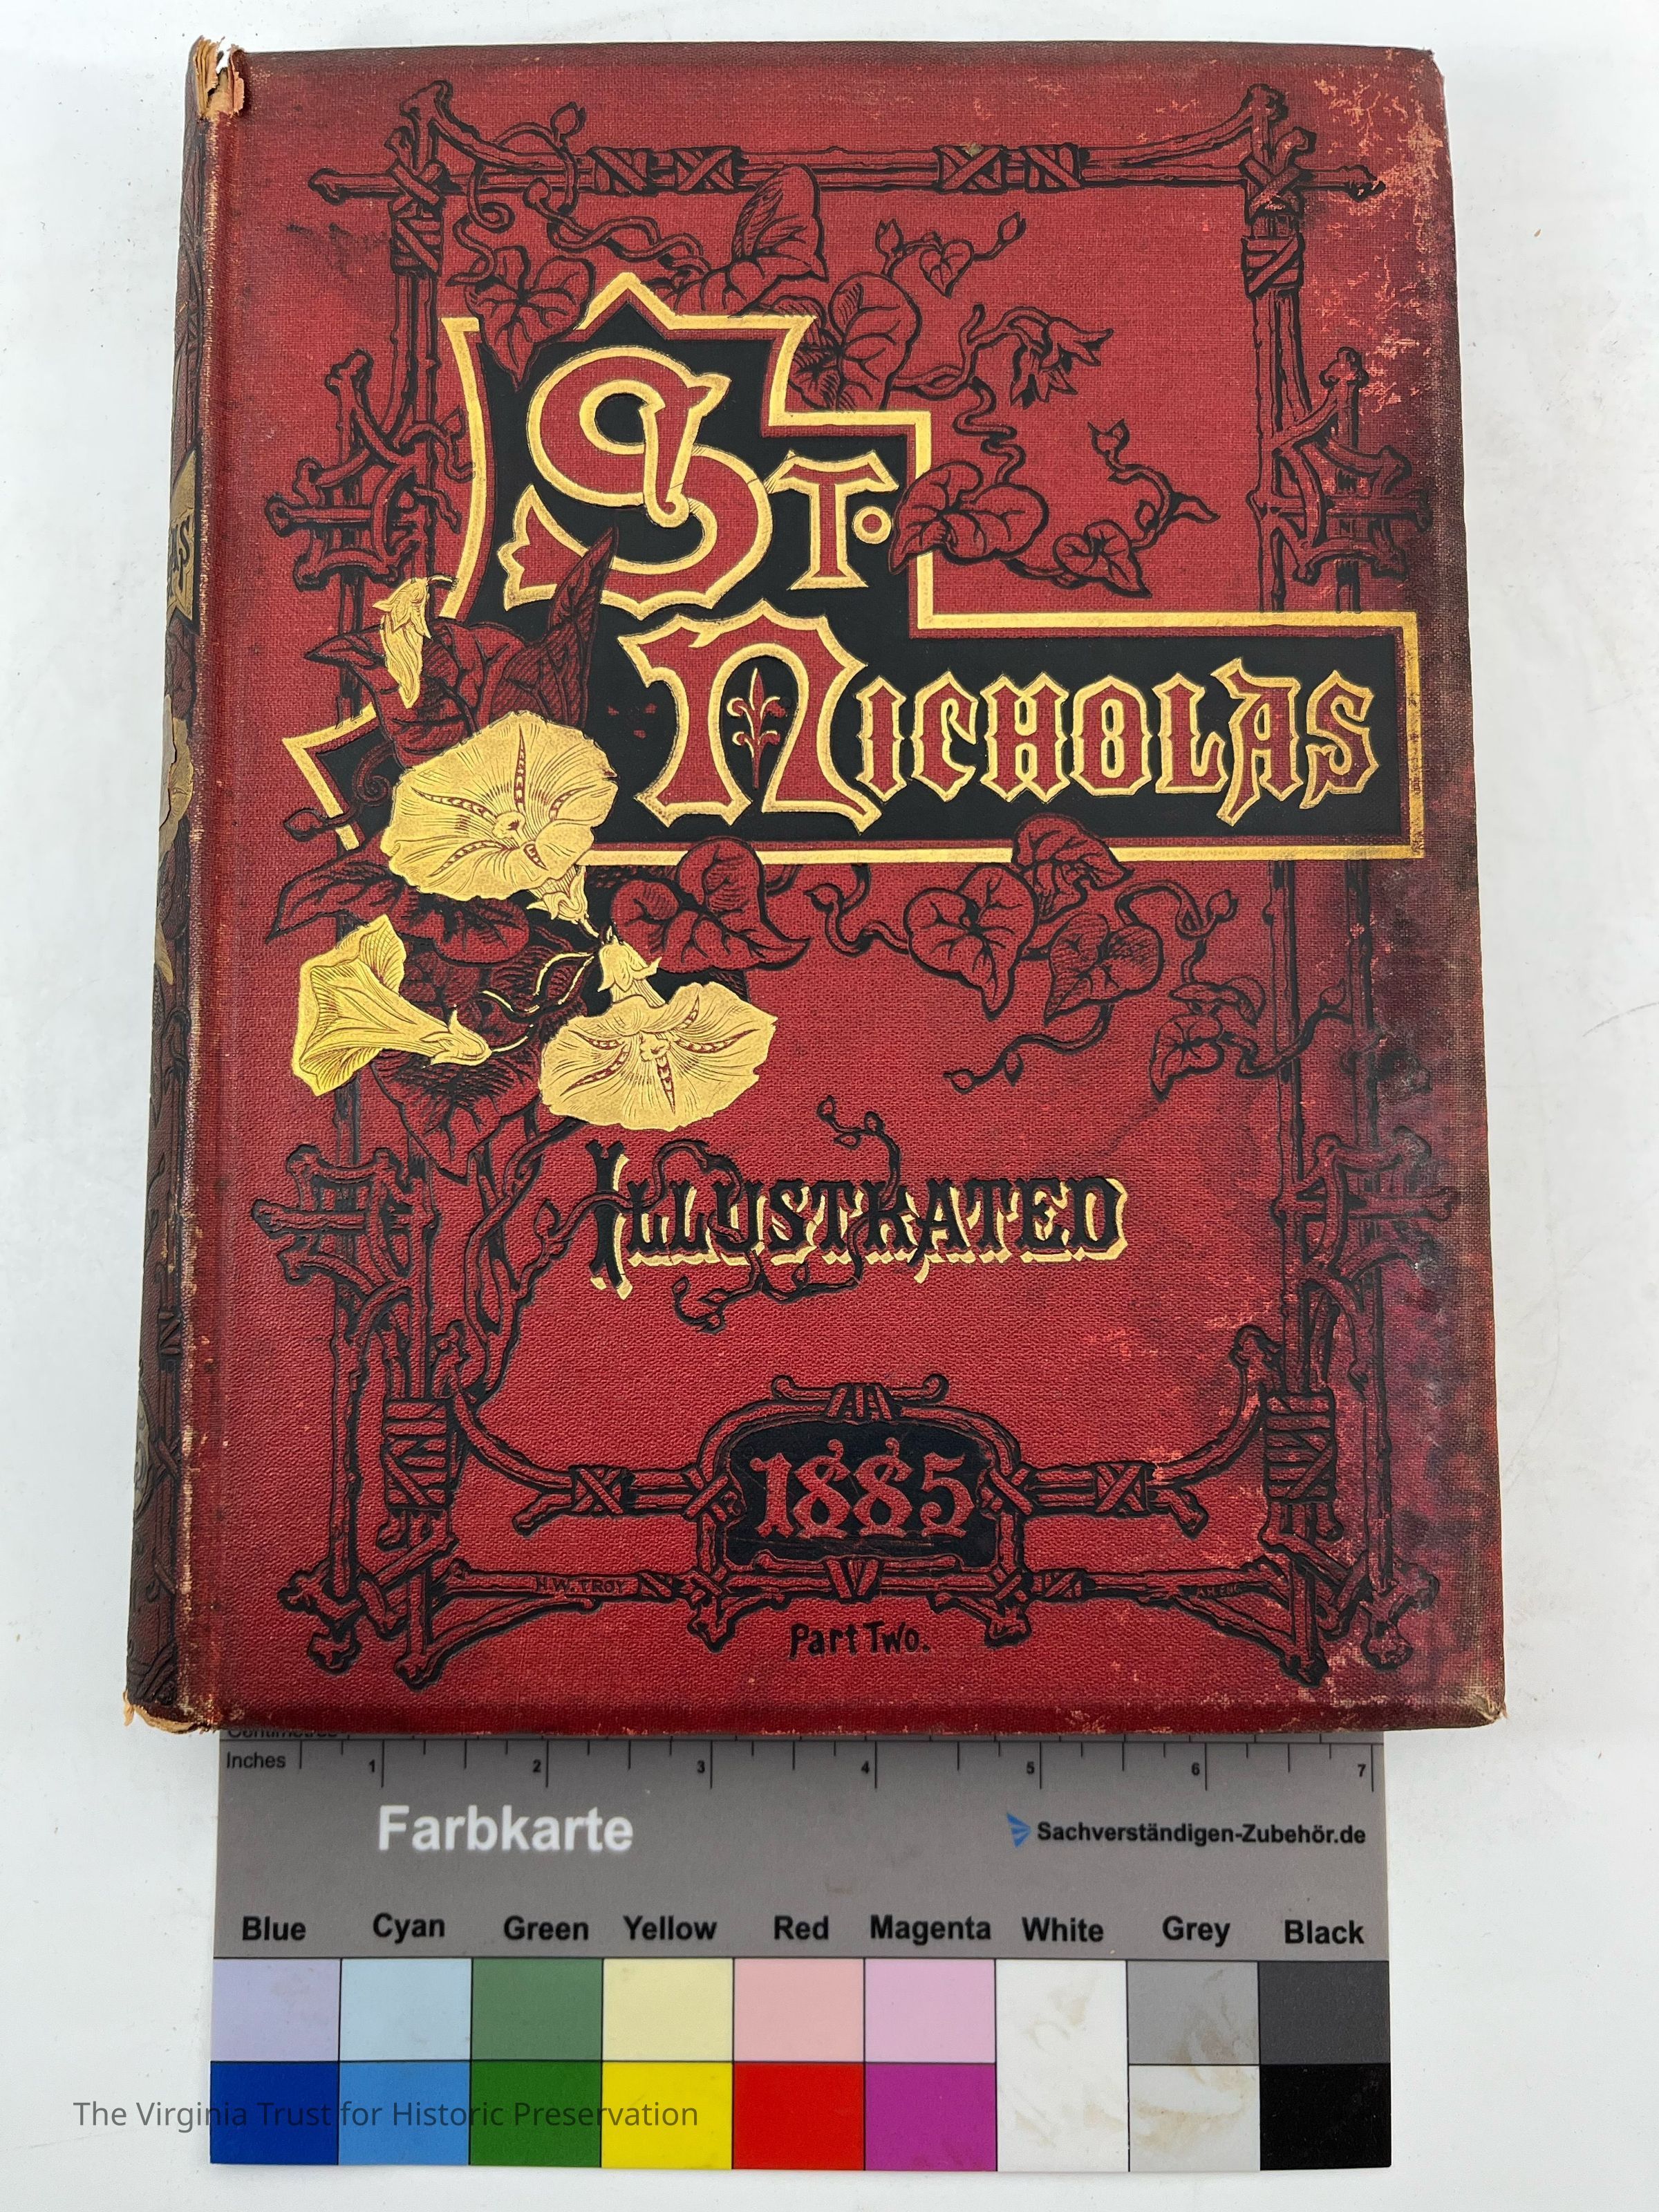 St.
Nicholas
Illustrated
1885
H.W. TROY
Part Two.
Centimetres
Inches 1 2 3 4 5 6 7
Farbkarte
Sachverständigen-Zubehör.de
Blue Cyan Green Yellow Red Magenta White Grey Black
The Virginia Trust for Historic Preservation